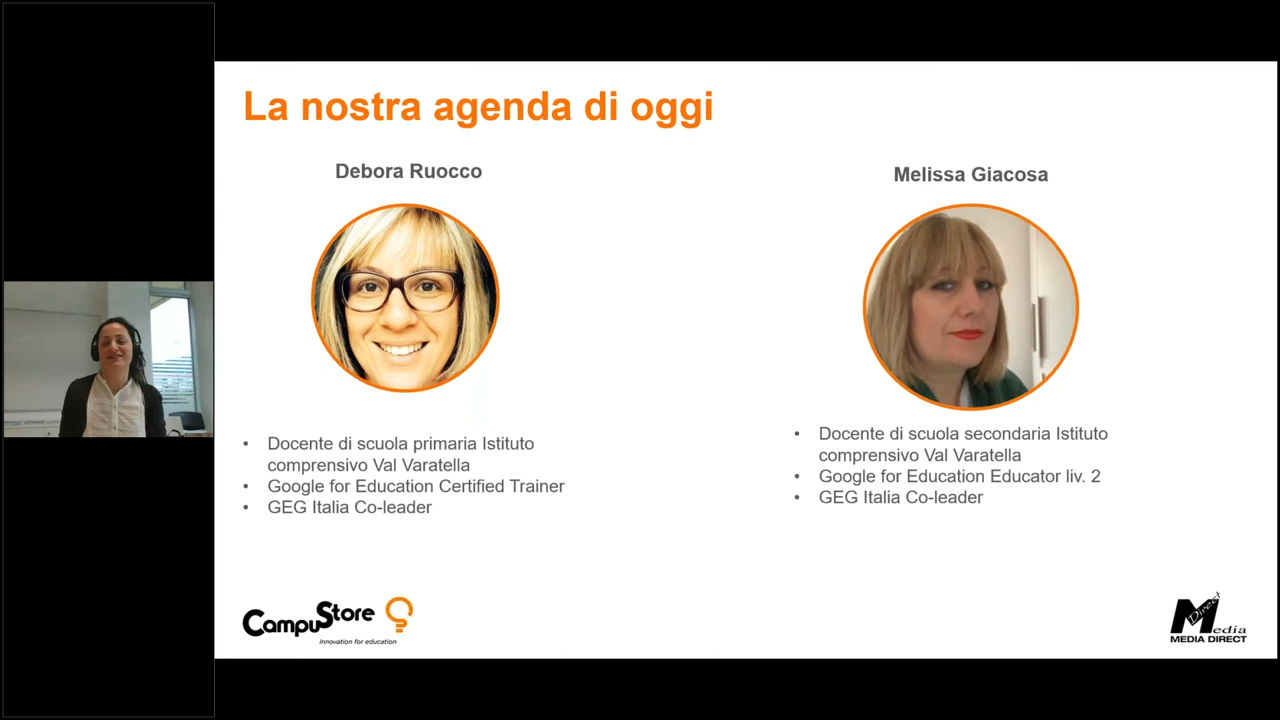 La nostra agenda di oggi
Debora Ruocco
Melissa Giacosa
• Docente di scuola primaria Istituto
comprensivo Val Varatella
• Google for Education Certified Trainer
• GEG Italia Co-leader
• Docente di scuola secondaria Istituto
comprensivo Val Varatella
• Google for Education Educator liv. 2
• GEG Italia Co-leader
CampuStore
Innovation for education
Direct
Media
MEDIA DIRECT